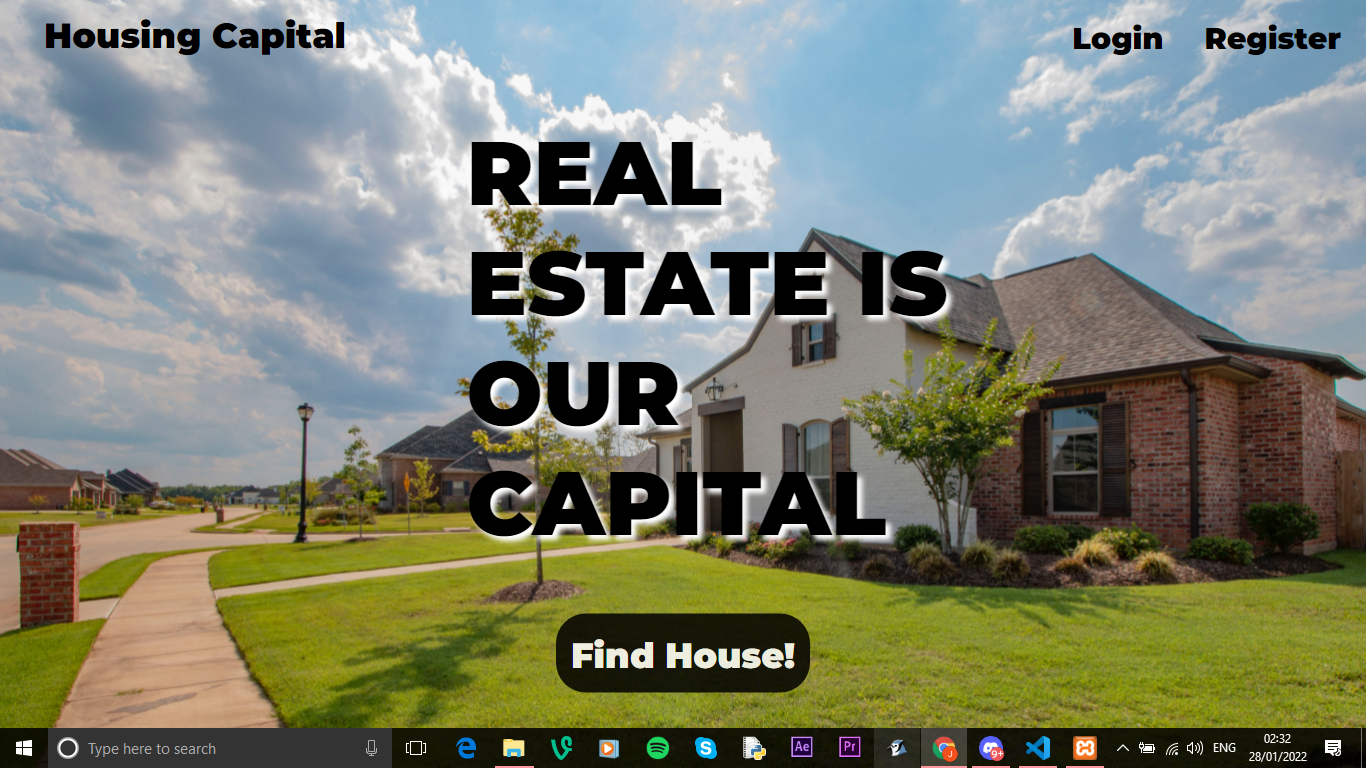 Housing Capital
Login Register
REAL
ESTATE IS
OUR
CAPITAL
Find House!
Type here to search
Ae
Pr
J
9+
ENG
02:32
28/01/2022